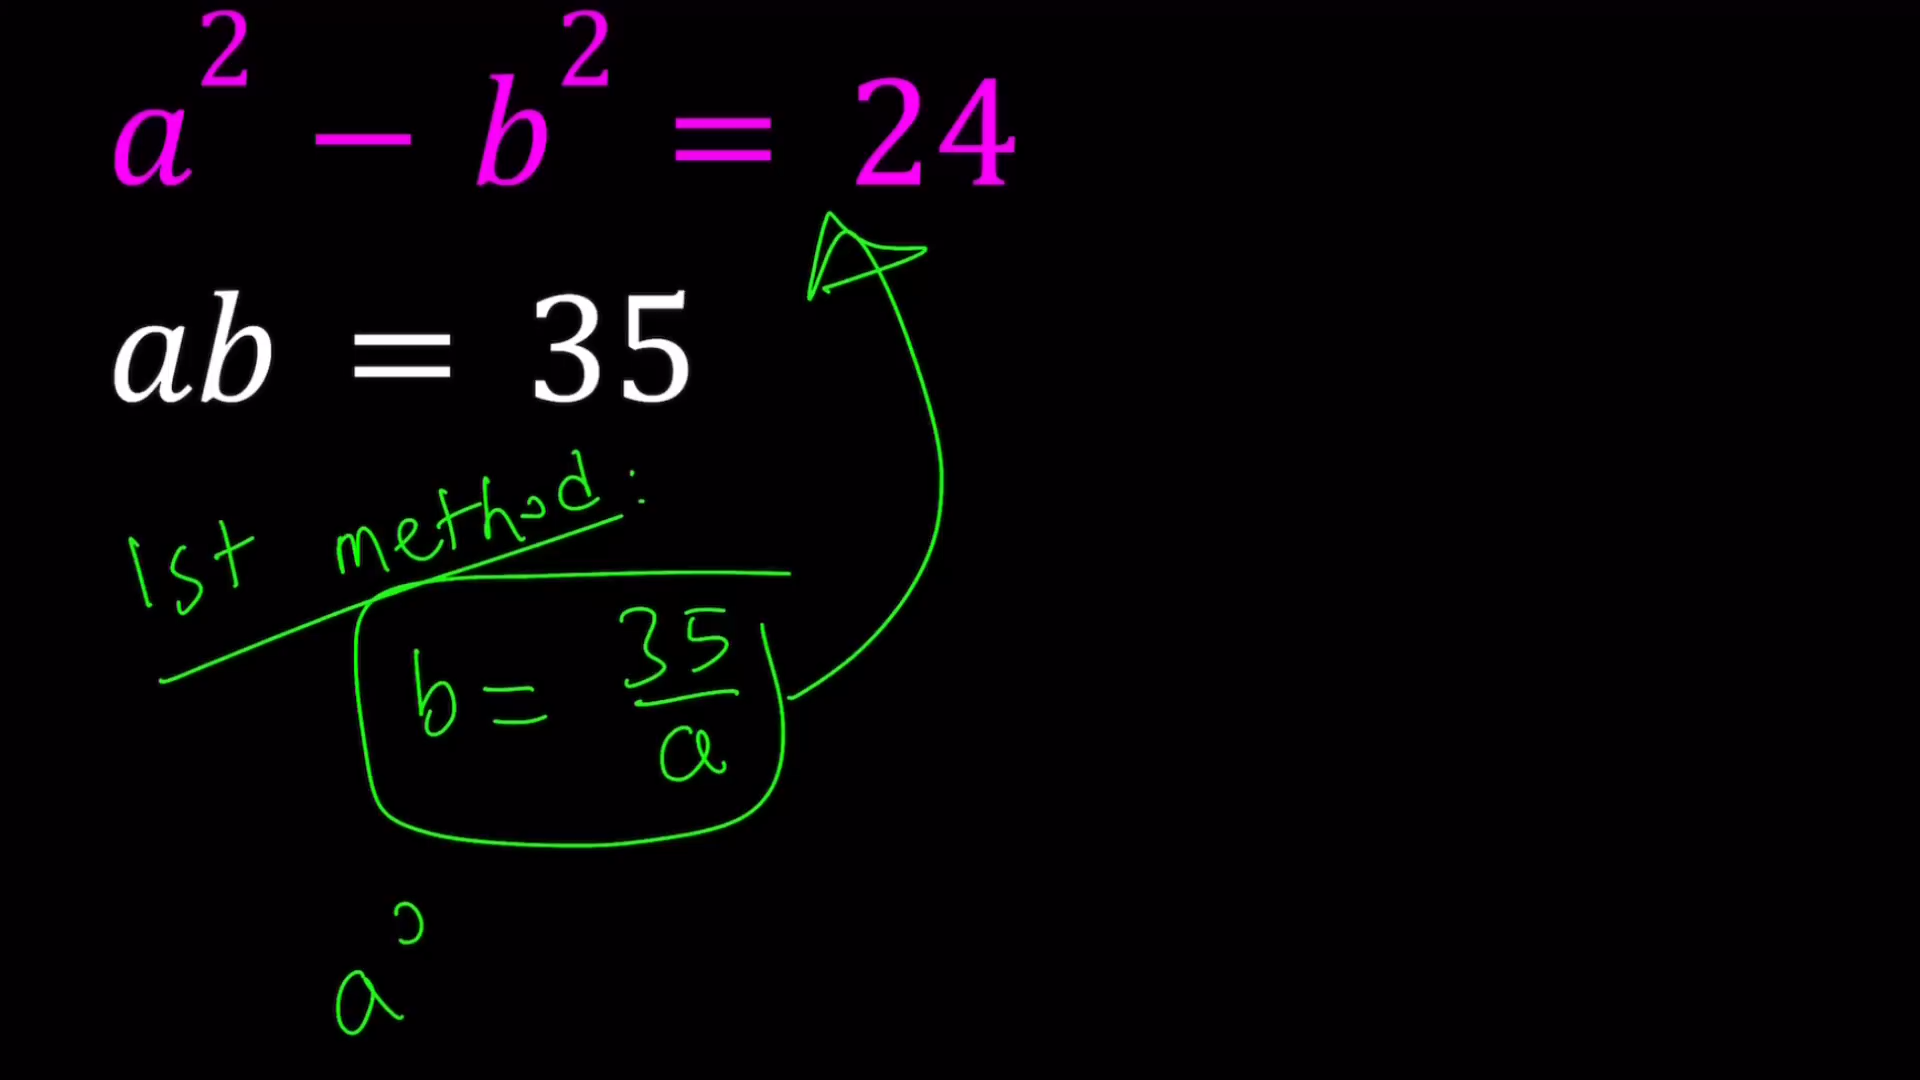 a² − b² = 24
ab = 35
1st method:
b = 35/a
a²